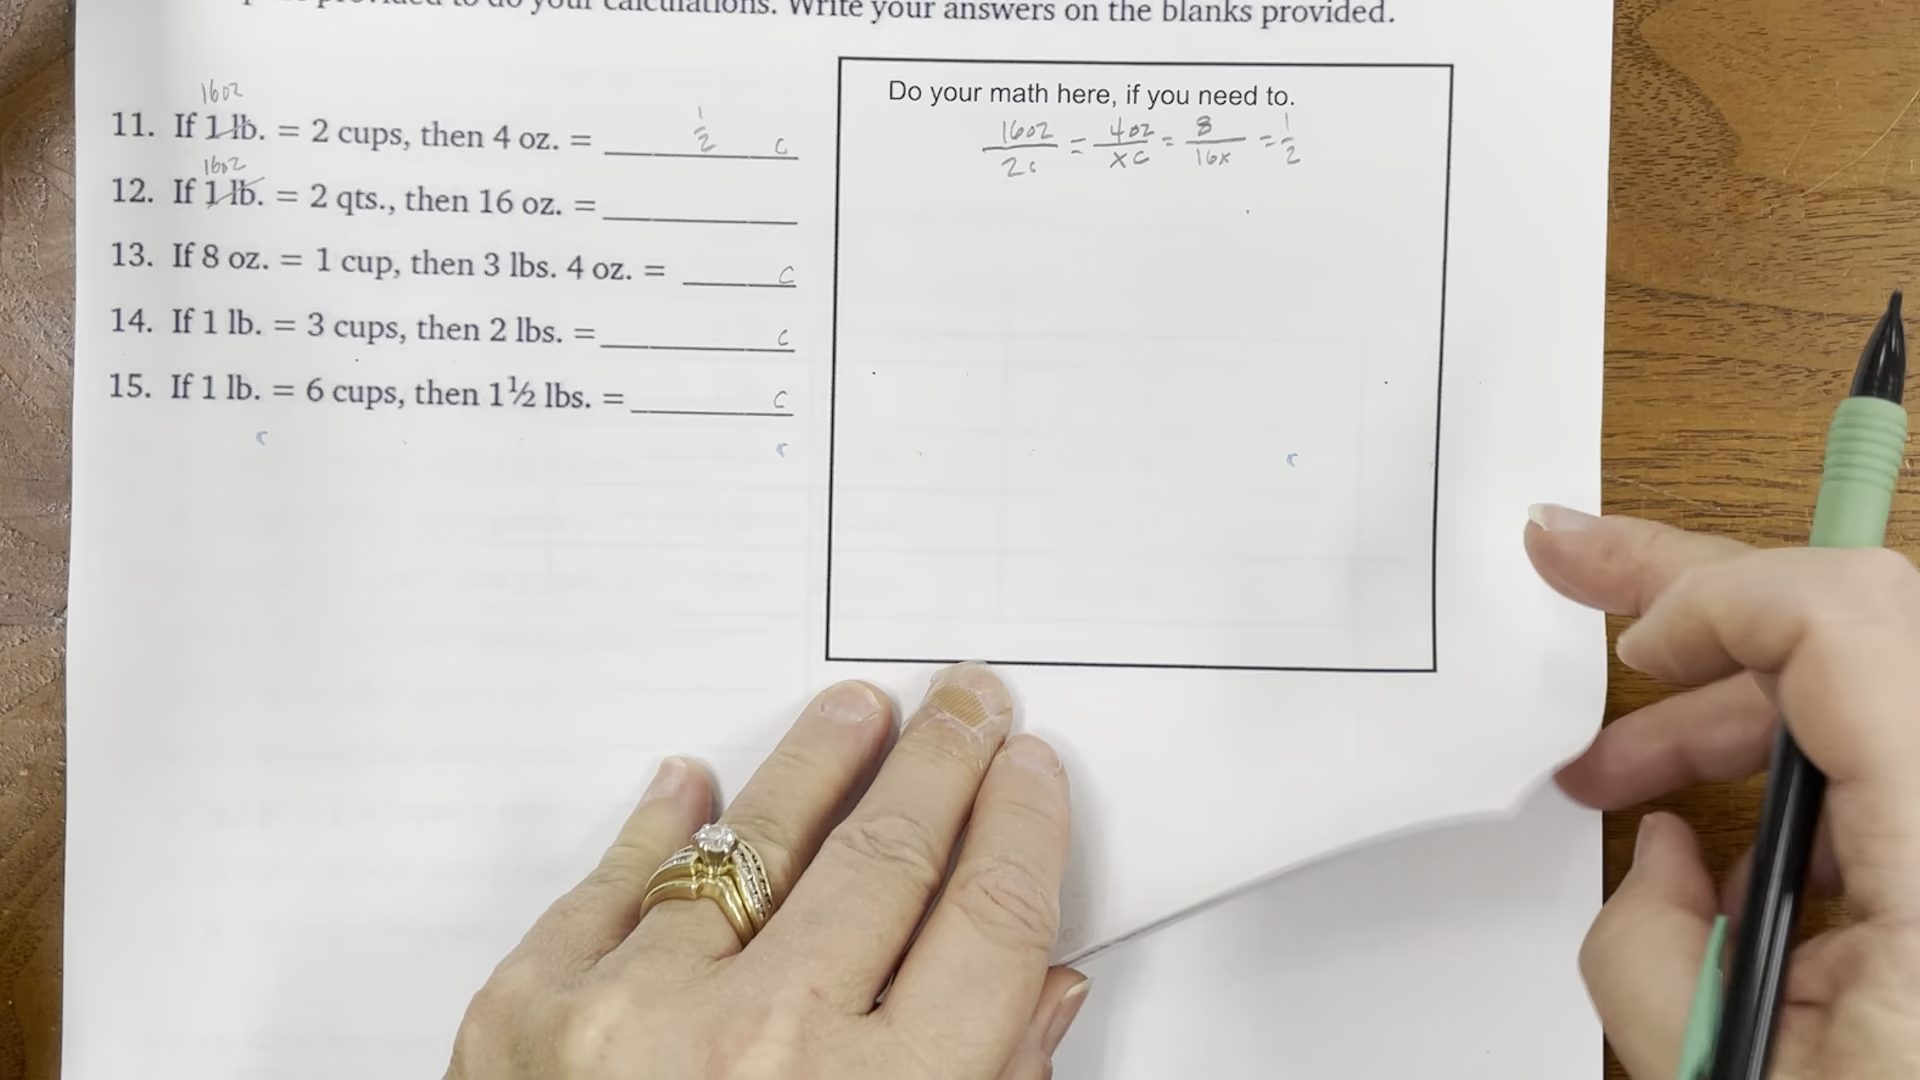 provided to do your calculations. Write your answers on the blanks provided.
16oz
11. If 1 lb. = 2 cups, then 4 oz. = 1/2 c
16oz
12. If 1 lb. = 2 qts., then 16 oz. =
13. If 8 oz. = 1 cup, then 3 lbs. 4 oz. = c
14. If 1 lb. = 3 cups, then 2 lbs. = c
15. If 1 ½ lb. = 6 cups, then 1½ lbs. = c
Do your math here, if you need to.
16oz/2c = 4oz/xc = 8/16x = 1/2